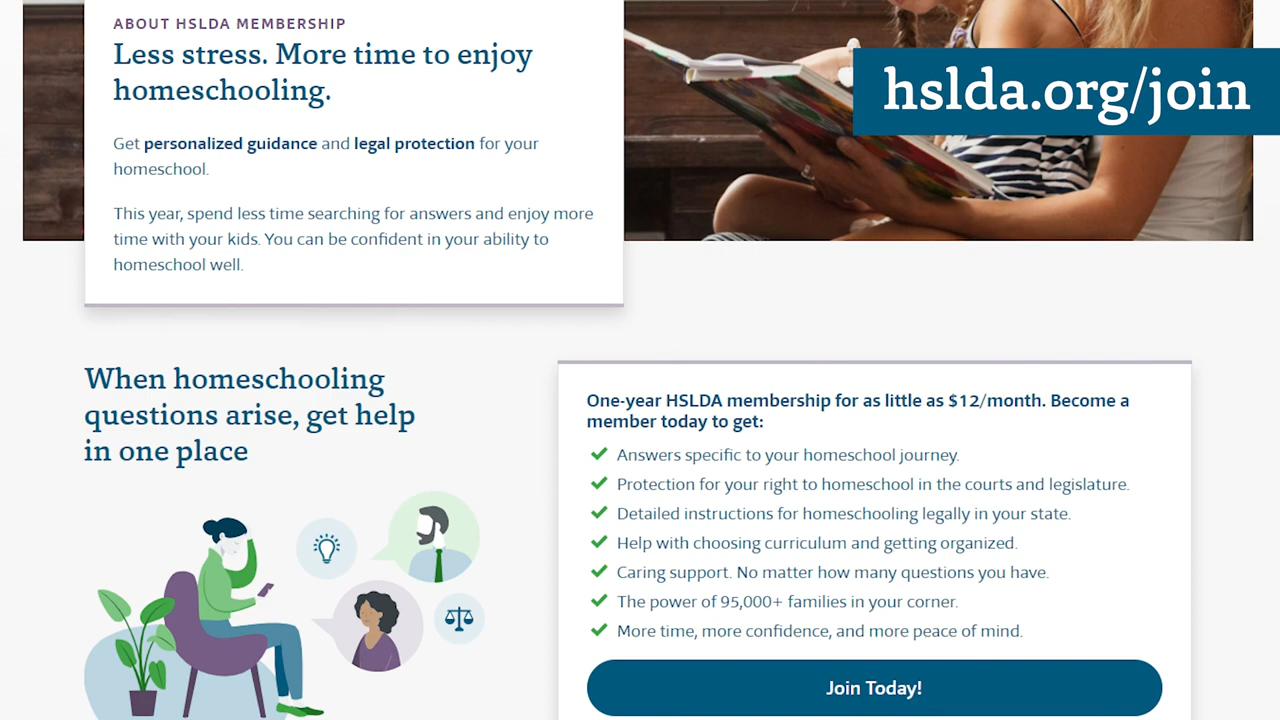 ABOUT HSLDA MEMBERSHIP
Less stress. More time to enjoy
homeschooling.
Get personalized guidance and legal protection for your
homeschool.
This year, spend less time searching for answers and enjoy more
time with your kids. You can be confident in your ability to
homeschool well.
hslda.org/join
When homeschooling
questions arise, get help
in one place
One-year HSLDA membership for as little as $12/month. Become a
member today to get:
Answers specific to your homeschool journey.
Protection for your right to homeschool in the courts and legislature.
Detailed instructions for homeschooling legally in your state.
Help with choosing curriculum and getting organized.
Caring support. No matter how many questions you have.
The power of 95,000+ families in your corner.
More time, more confidence, and more peace of mind.
Join Today!